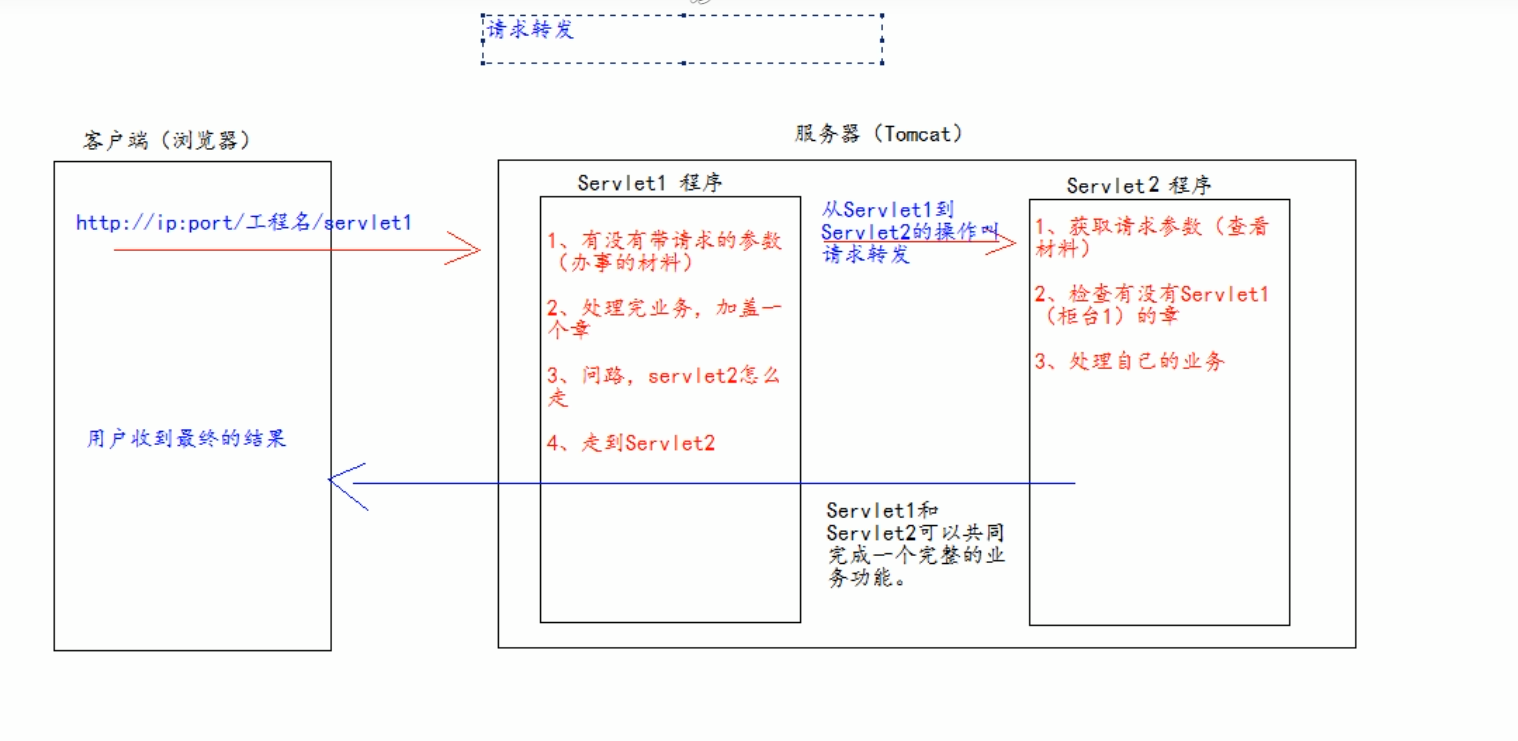 请求转发
客户端（浏览器）
http://ip:port/工程名/servlet1
用户收到最终的结果
服务器（Tomcat）
Servlet1 程序
1、有没有带请求的参数
（办事的材料）
2、处理完业务，加盖一
个章
3、问路，servlet2怎么
走
4、走到Servlet2
从Servlet1到
Servlet2的操作叫
请求转发
Servlet1和
Servlet2可以共同
完成一个完整的业
务功能。
Servlet2 程序
1、获取请求参数（查看
材料）
2、检查有没有Servlet1
（柜台1）的章
3、处理自己的业务